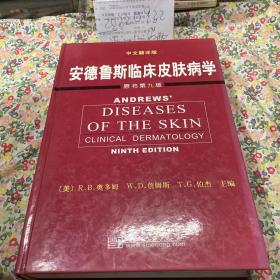 中文翻译版
安德鲁斯临床皮肤病学
原书第九版
ANDREWS'
DISEASES
OF THE SKIN
CLINICAL DERMATOLOGY
NINTH EDITION
〔美〕R.B.奥多姆 W.D.詹姆斯 T.G.伯杰 主编